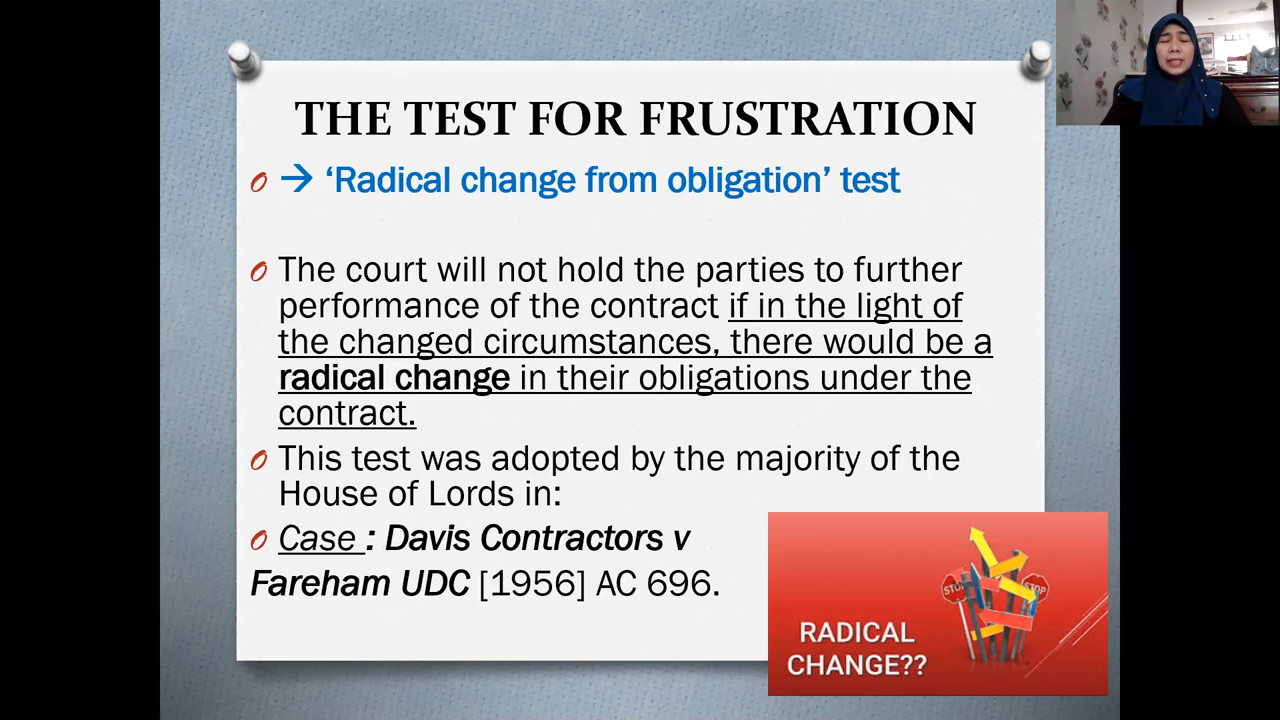 THE TEST FOR FRUSTRATION
→ ‘Radical change from obligation’ test
The court will not hold the parties to further
performance of the contract if in the light of
the changed circumstances, there would be a
radical change in their obligations under the
contract.
This test was adopted by the majority of the
House of Lords in:
Case : Davis Contractors v
Fareham UDC [1956] AC 696.
STOP
STOP
RADICAL
CHANGE??